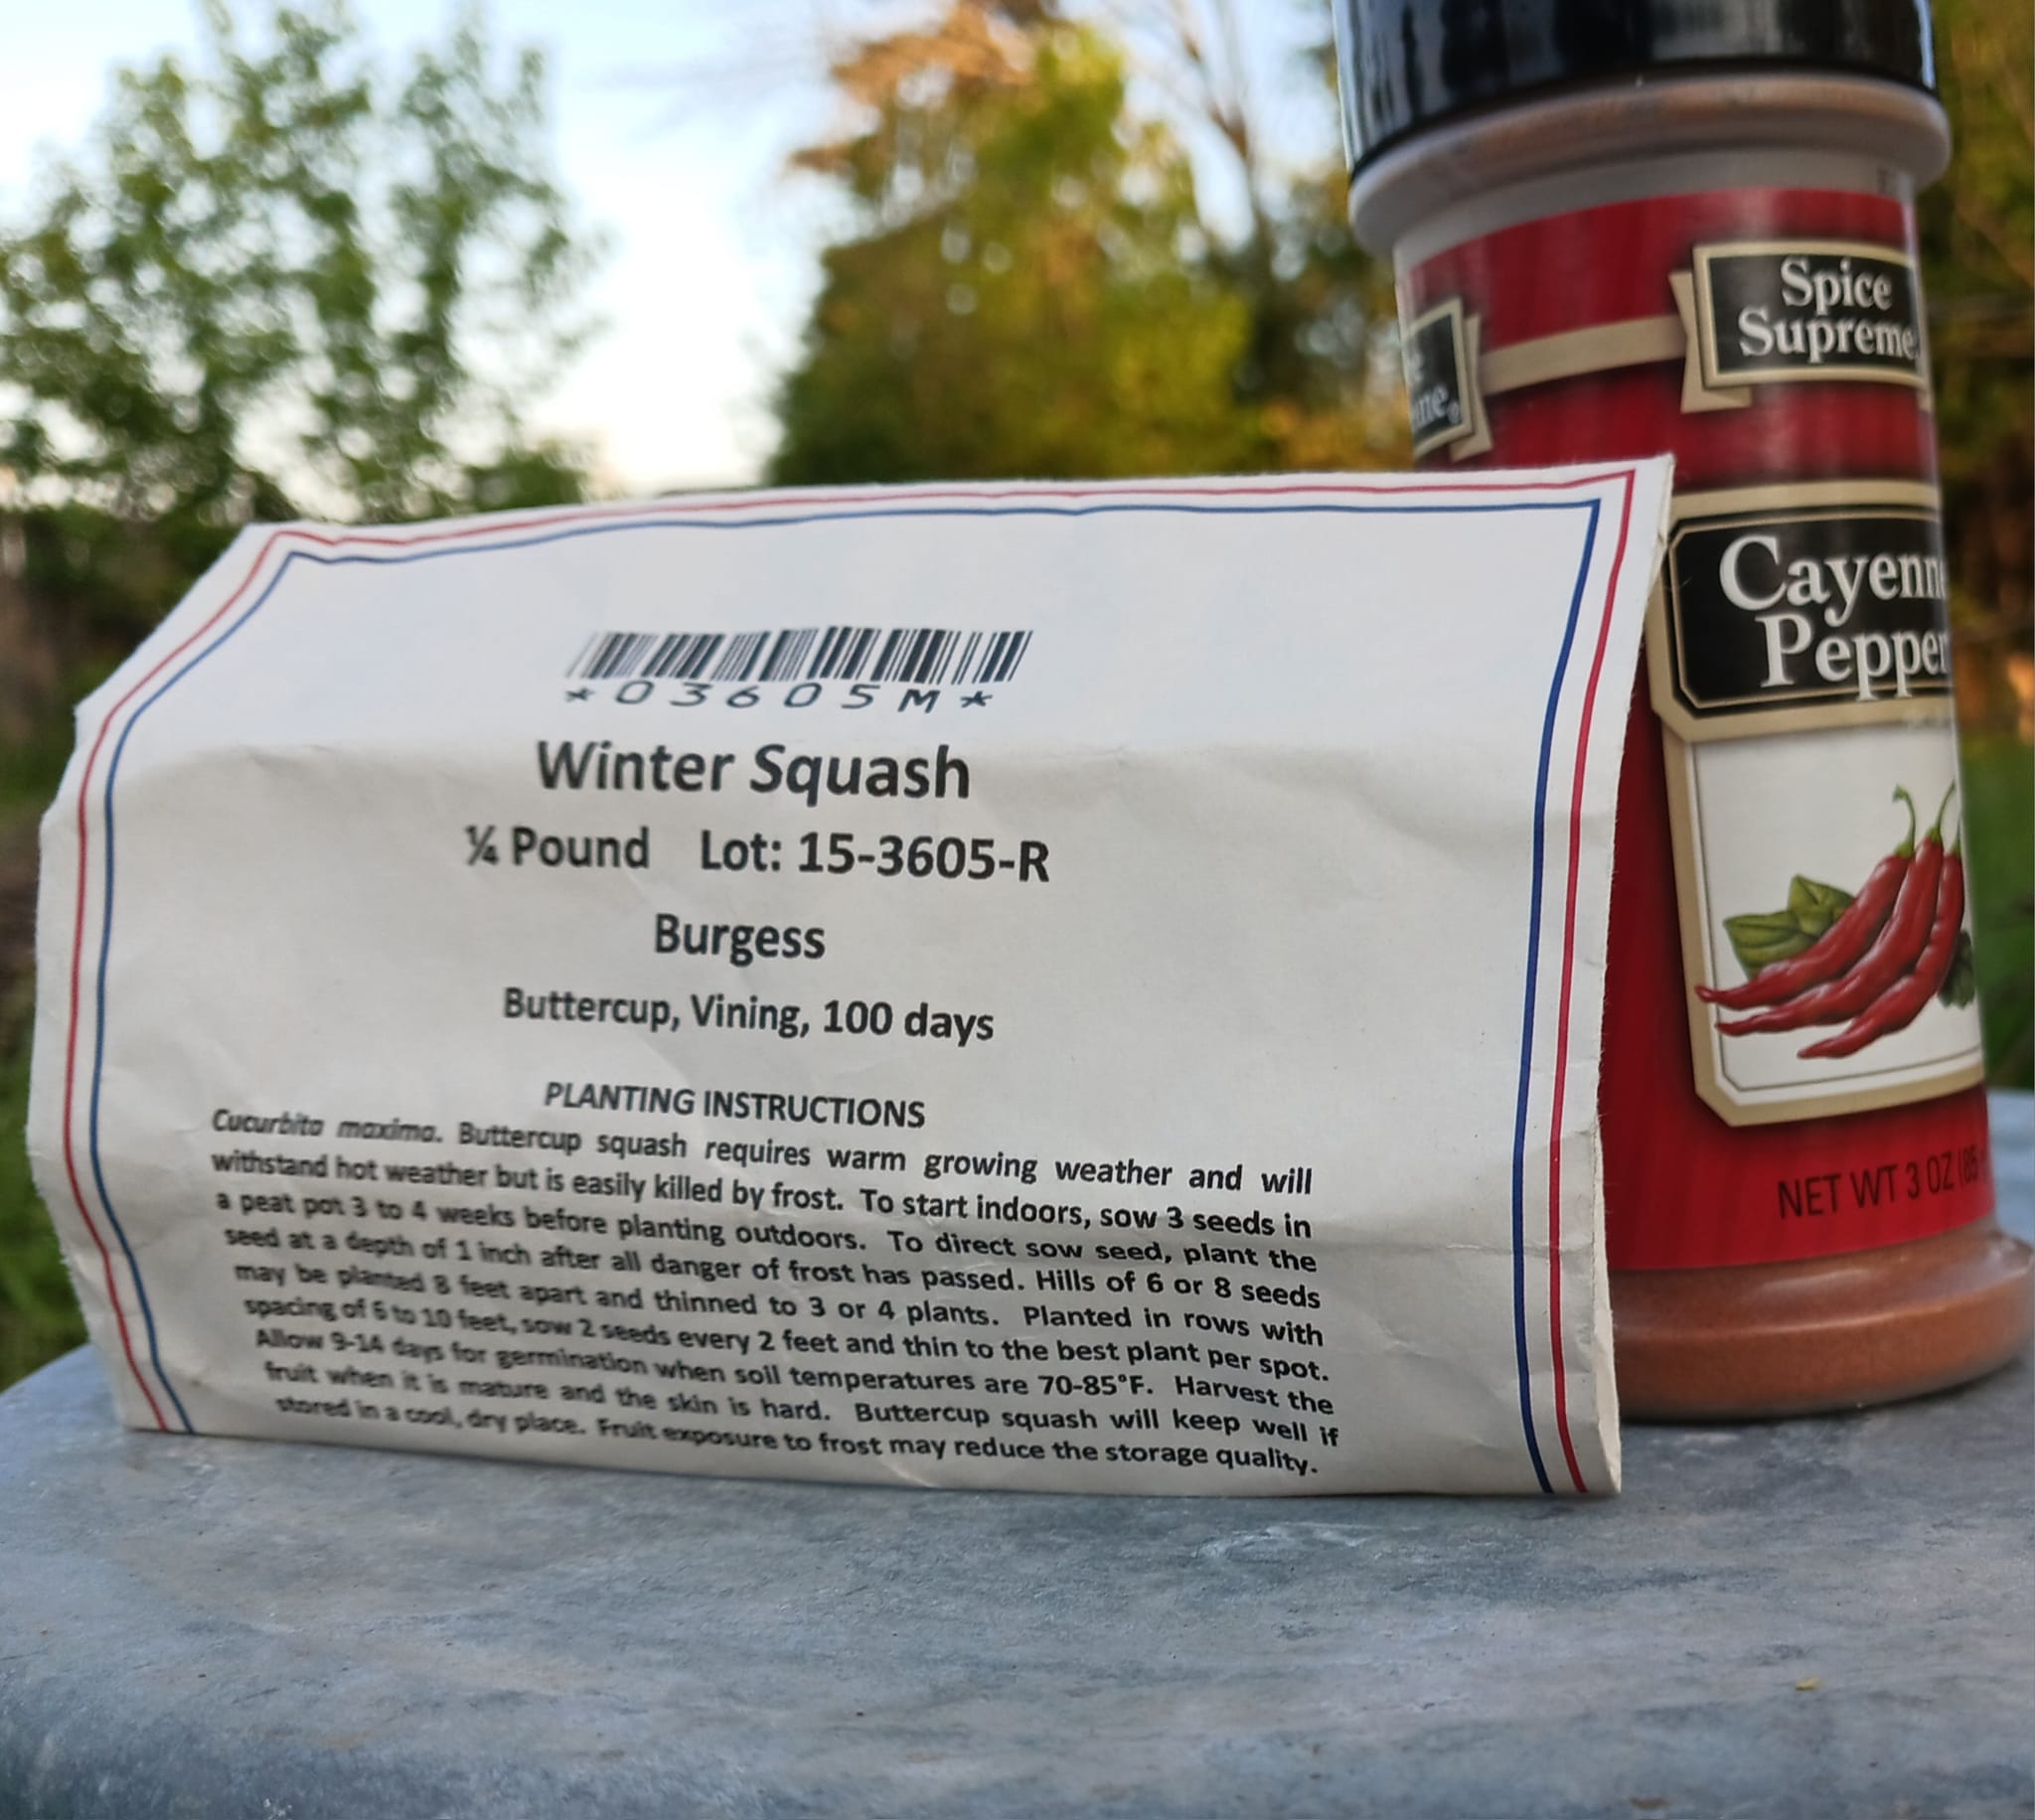 *03605M*
Winter Squash
¼ Pound Lot: 15-3605-R
Burgess
Buttercup, Vining, 100 days
PLANTING INSTRUCTIONS
Cucurbita maxima. Buttercup squash requires warm growing weather and will
withstand hot weather but is easily killed by frost. To start indoors, sow 3 seeds in
a peat pot 3 to 4 weeks before planting outdoors. To direct sow seed, plant the
seed at a depth of 1 inch after all danger of frost has passed. Hills of 6 or 8 seeds
may be planted 8 feet apart and thinned to 3 or 4 plants. Planted in rows with
spacing of 6 to 10 feet, sow 2 seeds every 2 feet and thin to the best plant per spot.
Allow 9-14 days for germination when soil temperatures are 70-85°F. Harvest the
fruit when it is mature and the skin is hard. Buttercup squash will keep well if
stored in a cool, dry place. Fruit exposure to frost may reduce the storage quality.
Spice
Supreme
Cayenn
Pepper
NET WT 3 OZ (85